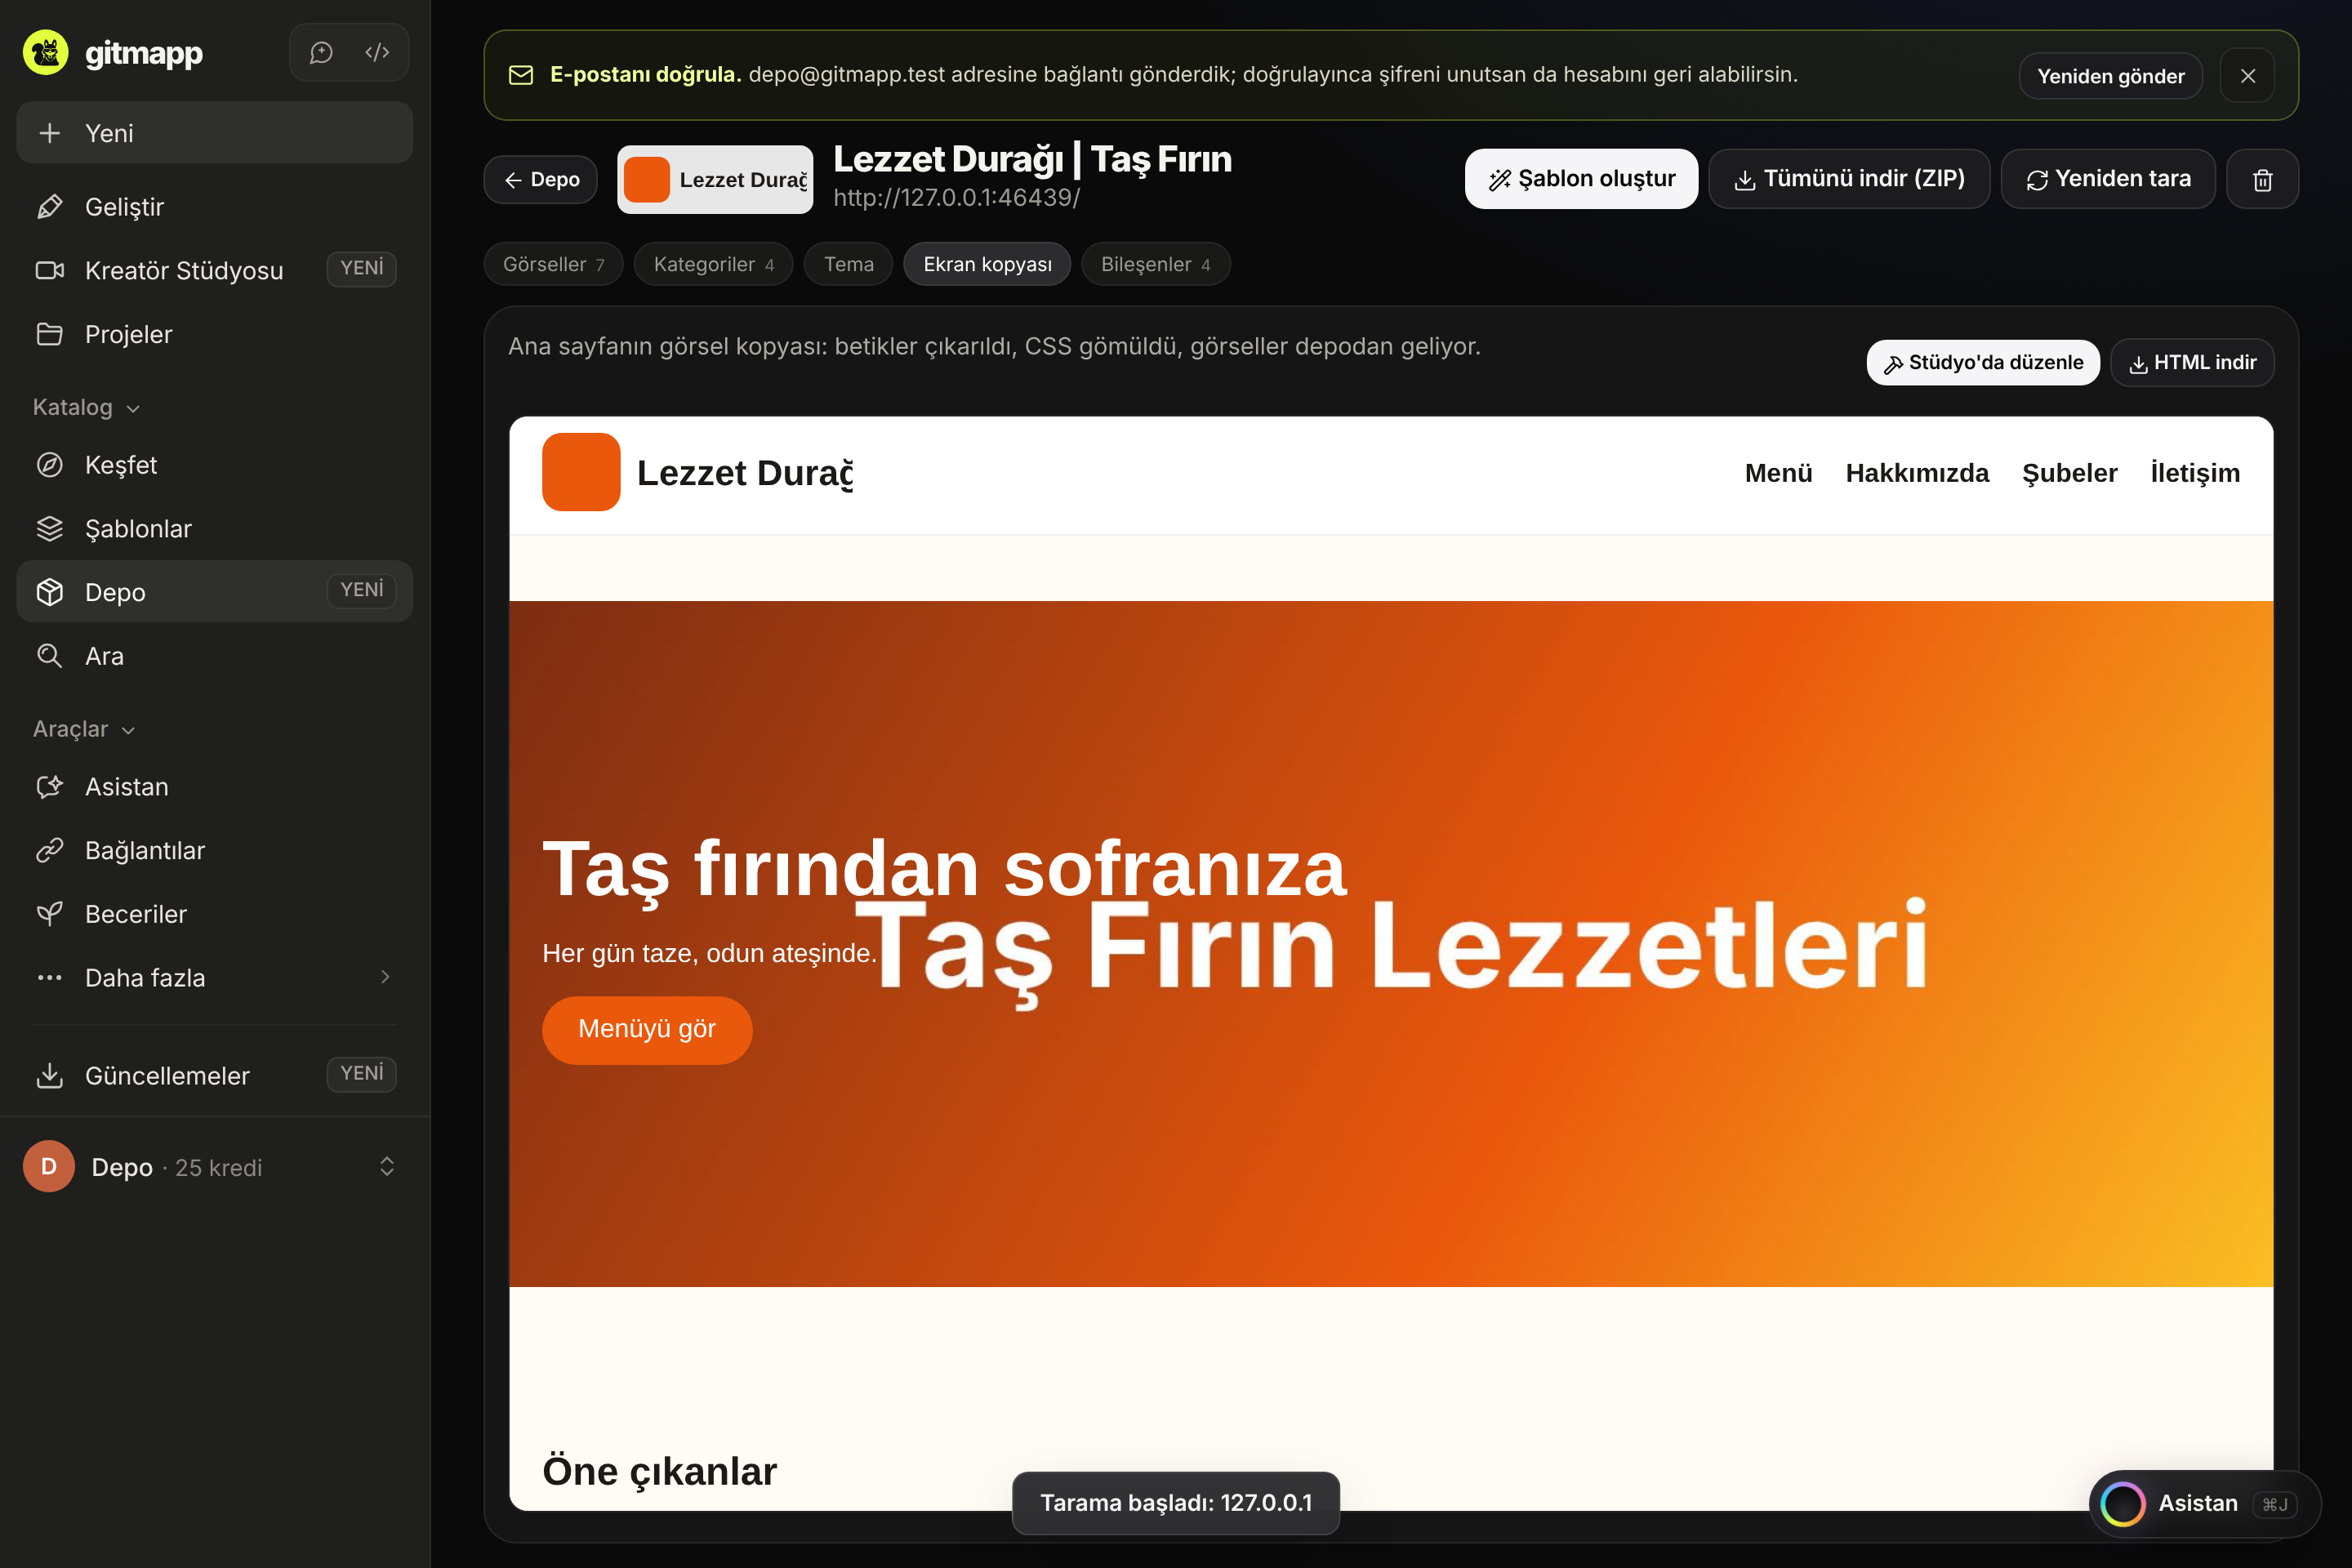 gitmapp
Yeni
Geliştir
Kreatör Stüdyosu YENİ
Projeler
Katalog
Keşfet
Şablonlar
Depo YENİ
Ara
Araçlar
Asistan
Bağlantılar
Beceriler
Daha fazla
Güncellemeler YENİ
D Depo · 25 kredi
E-postanı doğrula. depo@gitmapp.test adresine bağlantı gönderdik; doğrulayınca şifreni unutsan da hesabını geri alabilirsin. Yeniden gönder
Depo
Lezzet Durağ
Lezzet Durağı | Taş Fırın
http://127.0.0.1:46439/
Şablon oluştur
Tümünü indir (ZIP)
Yeniden tara
Görseller 7
Kategoriler 4
Tema
Ekran kopyası
Bileşenler 4
Ana sayfanın görsel kopyası: betikler çıkarıldı, CSS gömüldü, görseller depodan geliyor.
Stüdyo'da düzenle
HTML indir
Lezzet Durağ
Menü Hakkımızda Şubeler İletişim
Taş fırından sofranıza
Taş Fırın Lezzetleri
Her gün taze, odun ateşinde.
Menüyü gör
Öne çıkanlar
Tarama başladı: 127.0.0.1
Asistan ⌘J